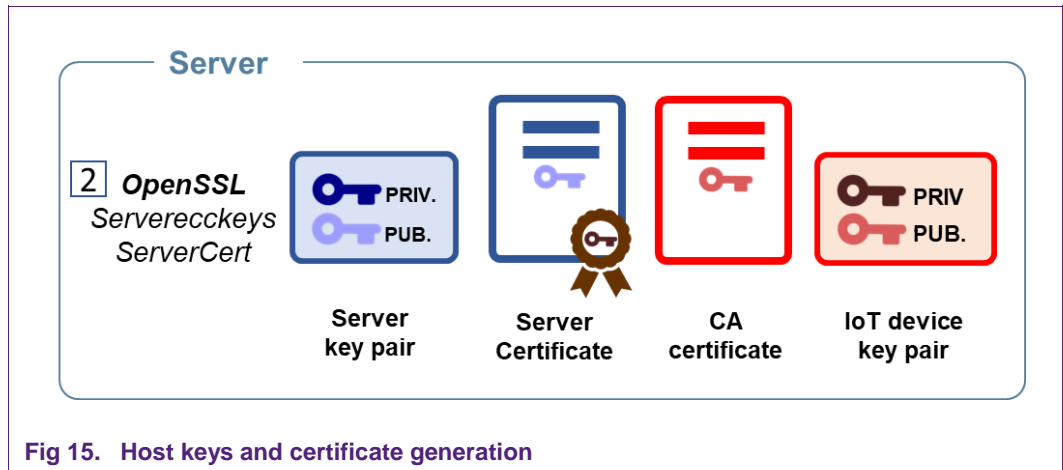 Server
2 OpenSSL
Serverecckeys
ServerCert
PRIV.
PUB.
PRIV
PUB.
Server
key pair
Server
Certificate
CA
certificate
IoT device
key pair
Fig 15. Host keys and certificate generation